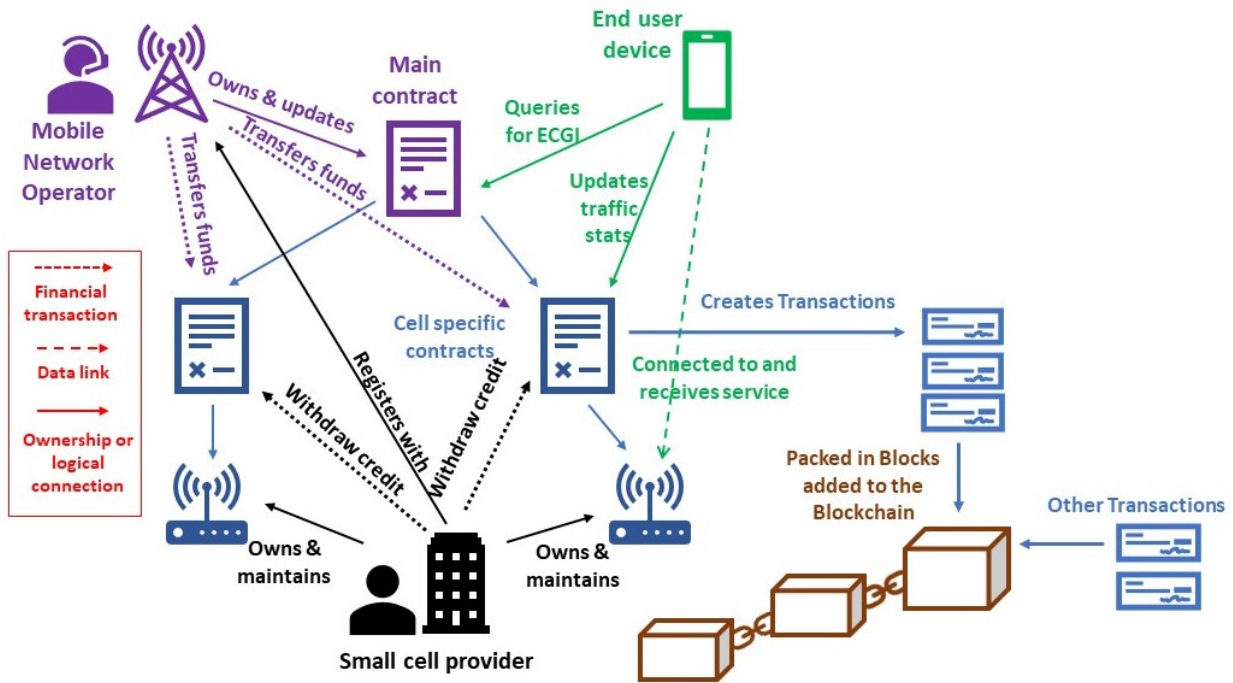 End user
device
Main
contract
Owns & updates
Queries
for ECGI
Mobile
Network
Operator
Transfers funds
Transfers funds
Updates
traffic
stats
Financial
transaction
Data link
Ownership or
logical
connection
Cell specific
contracts
Creates Transactions
Connected to and
receives service
Registers with
Withdraw credit
Withdraw credit
Packed in Blocks
added to the
Blockchain
Other Transactions
Owns &
maintains
Owns &
maintains
Small cell provider